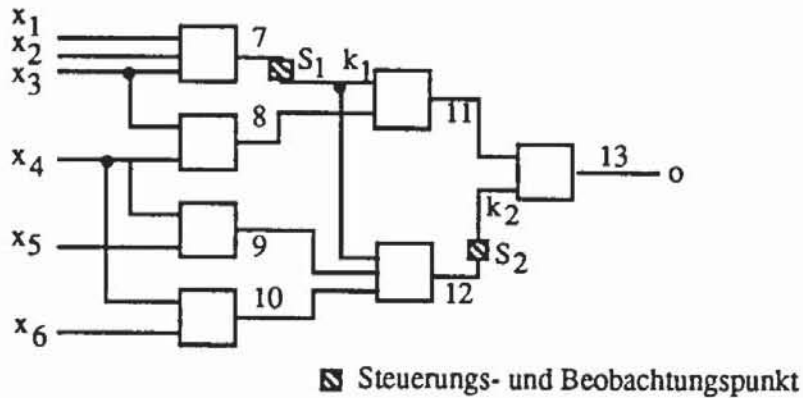 x1
x2
x3
x4
x5
x6
7
8
9
10
S1
k1
11
12
k2
S2
13
o
Steuerungs- und Beobachtungspunkt